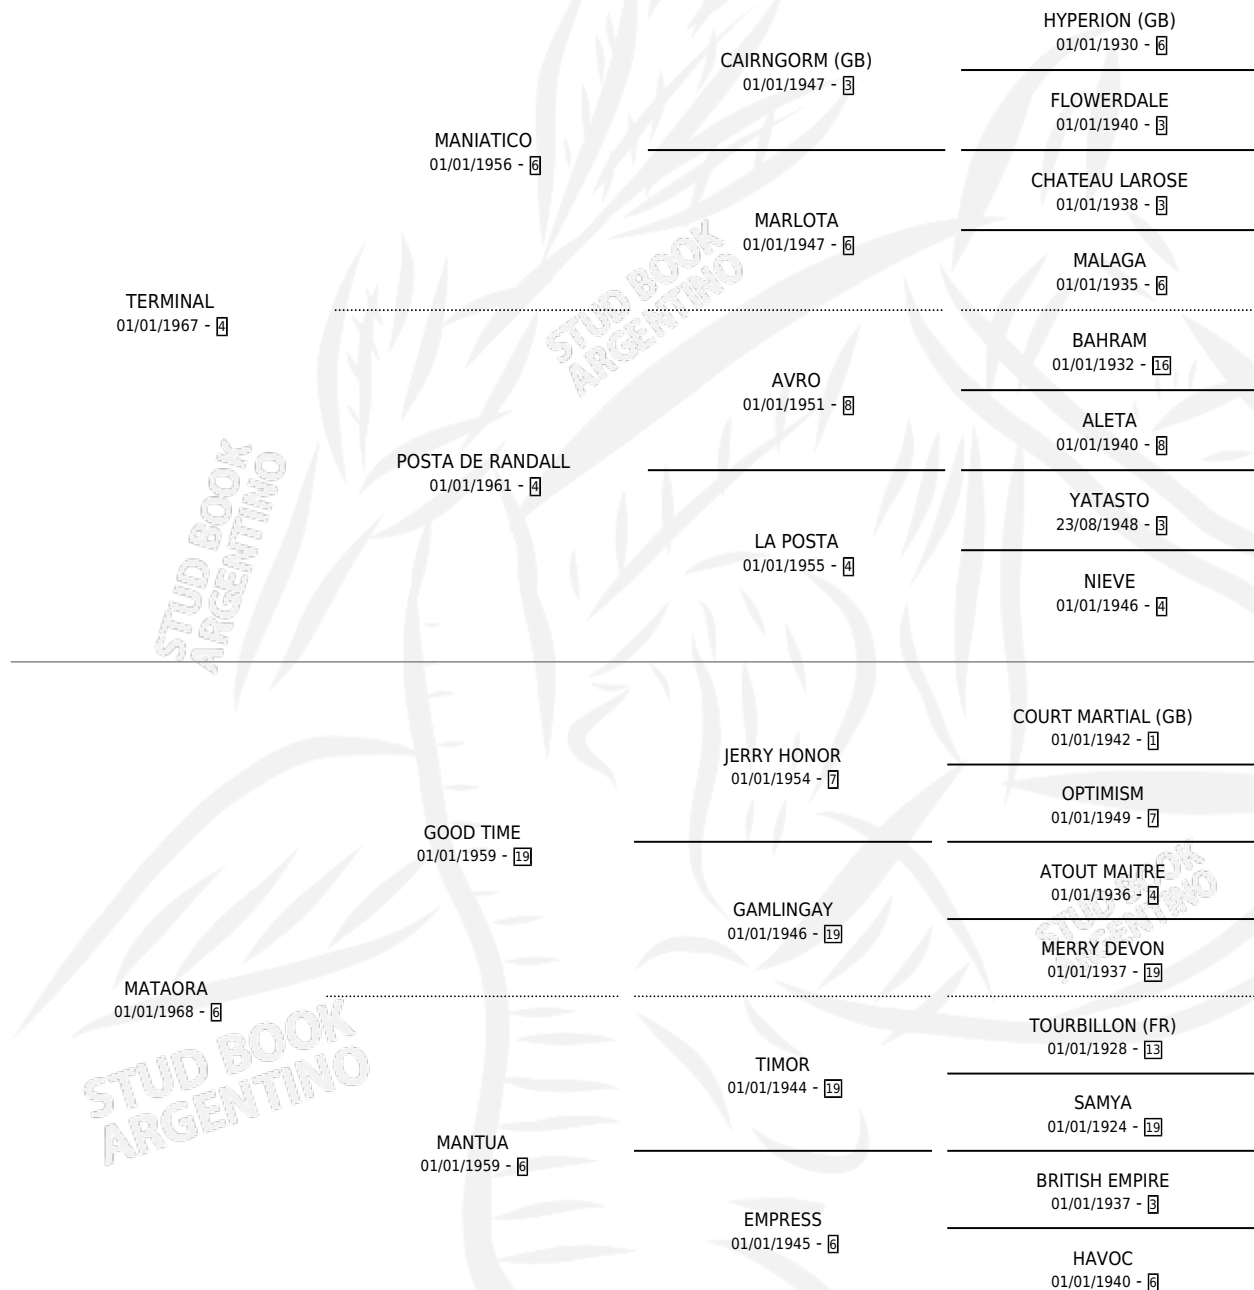 HYPERION (GB)
01/01/1930 - 6
CAIRNGORM (GB)
01/01/1947 - 3
FLOWERDALE
01/01/1940 - 3
MANIATICO
01/01/1956 - 6
CHATEAU LAROSE
01/01/1938 - 3
MARLOTA
01/01/1947 - 6
MALAGA
01/01/1935 - 6
TERMINAL
01/01/1967 - 4
BAHRAM
01/01/1932 - 16
AVRO
01/01/1951 - 8
ALETA
01/01/1940 - 8
POSTA DE RANDALL
01/01/1961 - 4
YATASTO
23/08/1948 - 3
LA POSTA
01/01/1955 - 4
NIEVE
01/01/1946 - 4
COURT MARTIAL (GB)
01/01/1942 - 1
JERRY HONOR
01/01/1954 - 7
OPTIMISM
01/01/1949 - 7
GOOD TIME
01/01/1959 - 19
ATOUT MAITRE
01/01/1936 - 4
GAMLINGAY
01/01/1946 - 19
MERRY DEVON
01/01/1937 - 19
MATAORA
01/01/1968 - 6
TOURBILLON (FR)
01/01/1928 - 13
TIMOR
01/01/1944 - 19
SAMYA
01/01/1924 - 19
MANTUA
01/01/1959 - 6
BRITISH EMPIRE
01/01/1937 - 3
EMPRESS
01/01/1945 - 6
HAVOC
01/01/1940 - 6
STUD BOOK
ARGENTINO
STUD BOOK
ARGENTINO
STUD BOOK
ARGENTINO
STUD BOOK
ARGENTINO